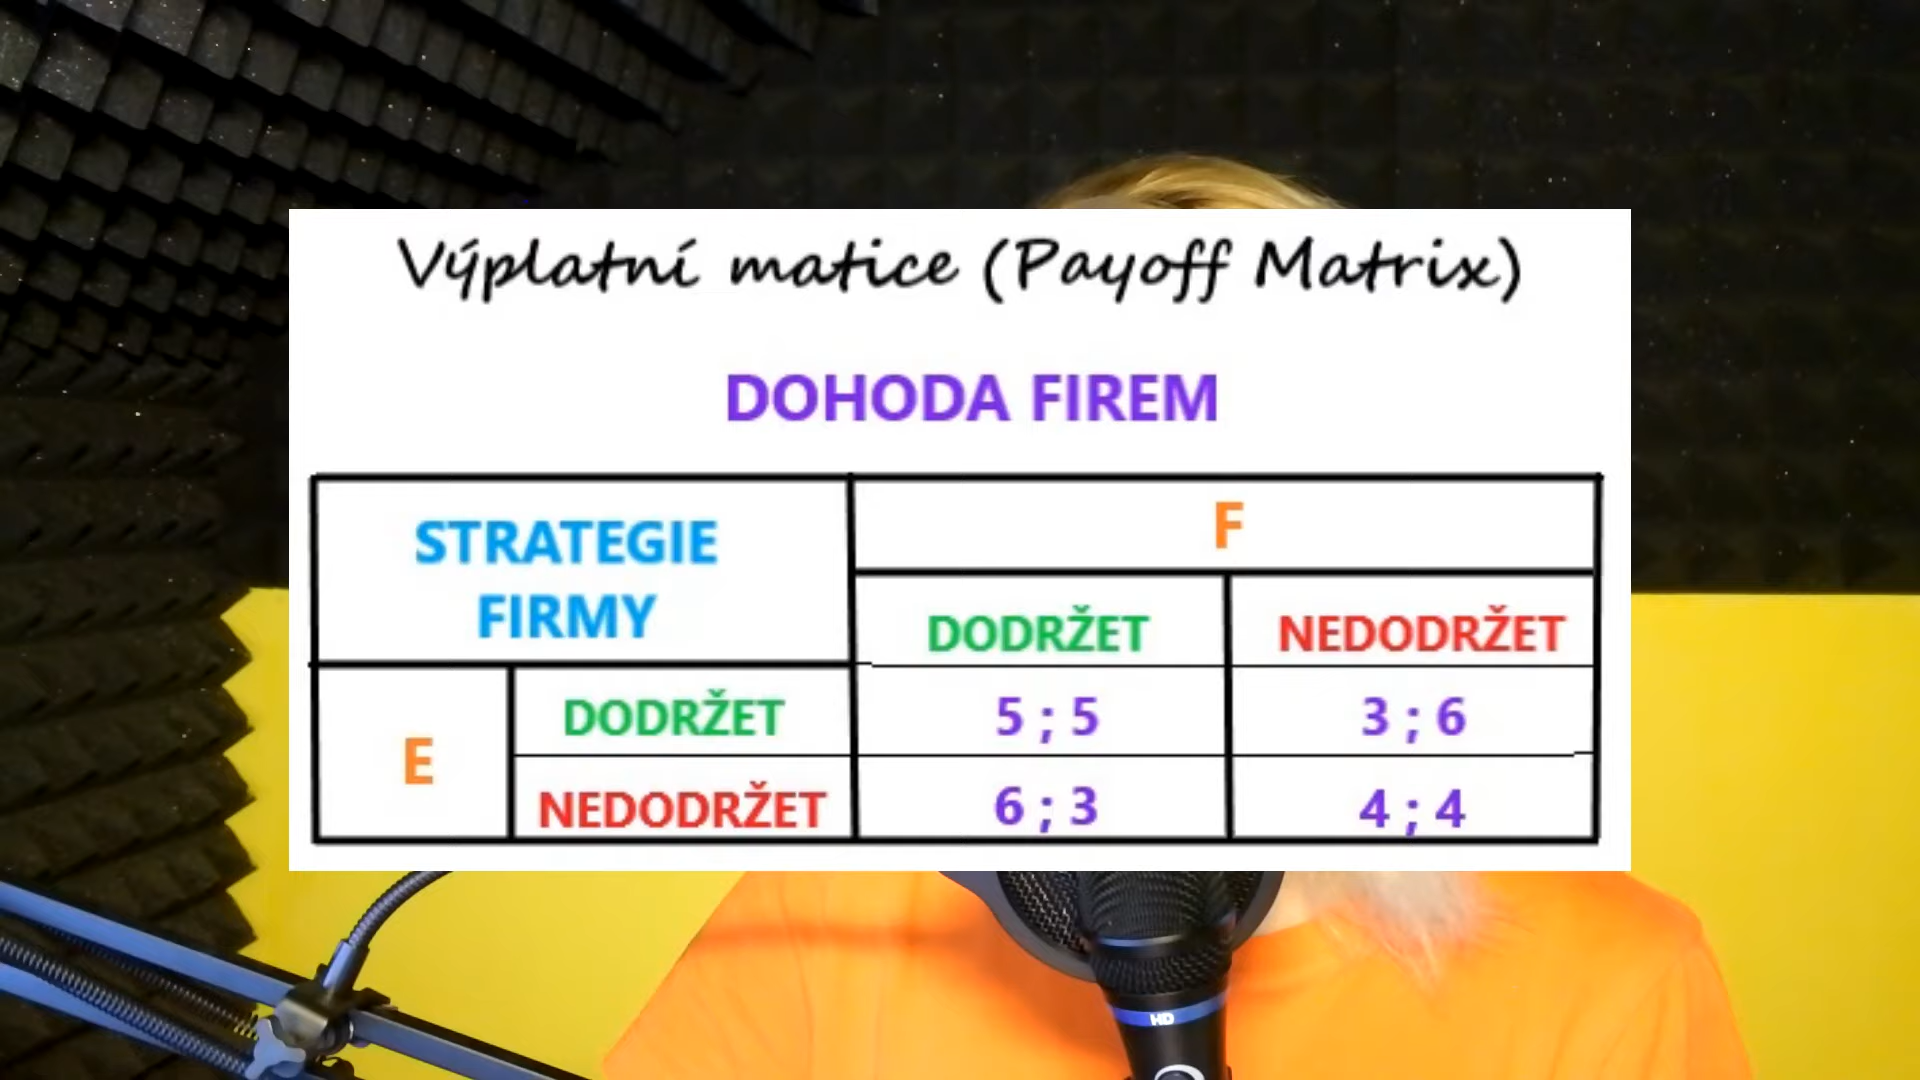 Výplatní matice (Payoff Matrix)
DOHODA FIREM
STRATEGIE
FIRMY
F
DODRŽET
NEDODRŽET
E
DODRŽET
5 ; 5
3 ; 6
NEDODRŽET
6 ; 3
4 ; 4
HD